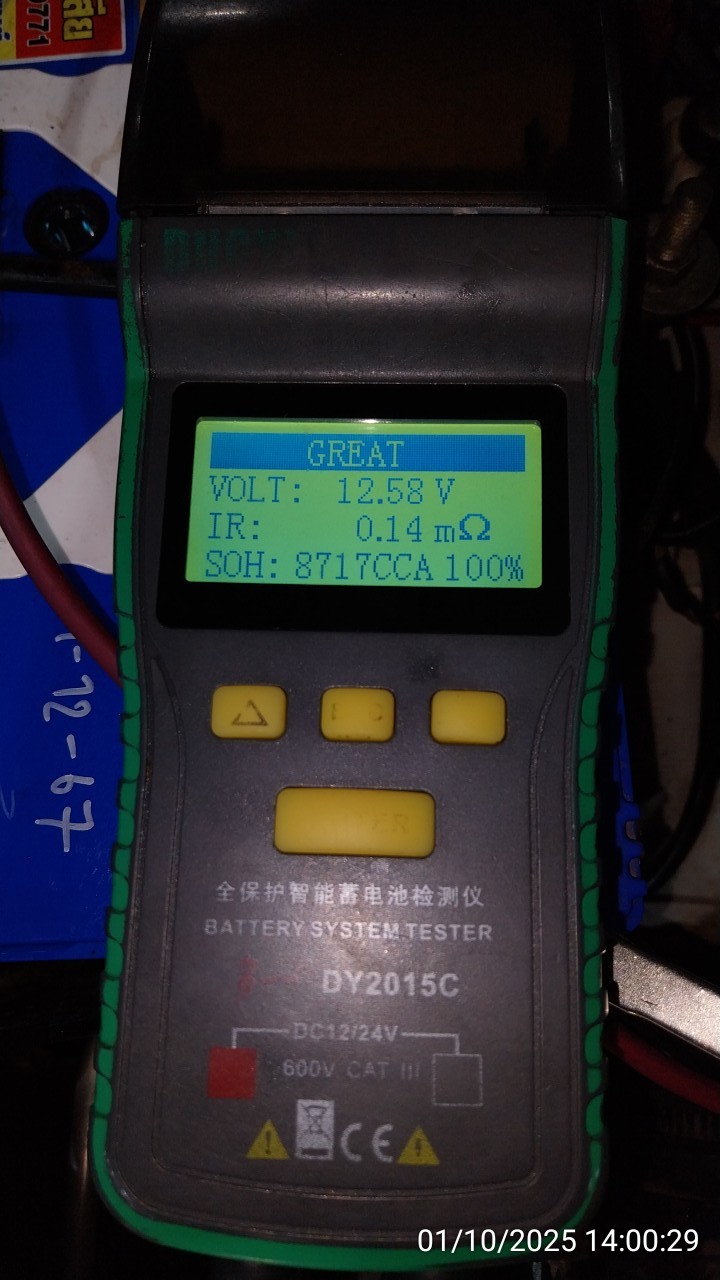 0771
GREAT
VOLT: 12.58 V
IR: 0.14 mΩ
SOH: 8717CCA 100%
全保护智能蓄电池检测仪
BATTERY SYSTEM TESTER
DY2015C
DC12/24V
600V CAT III
CE
01/10/2025 14:00:29